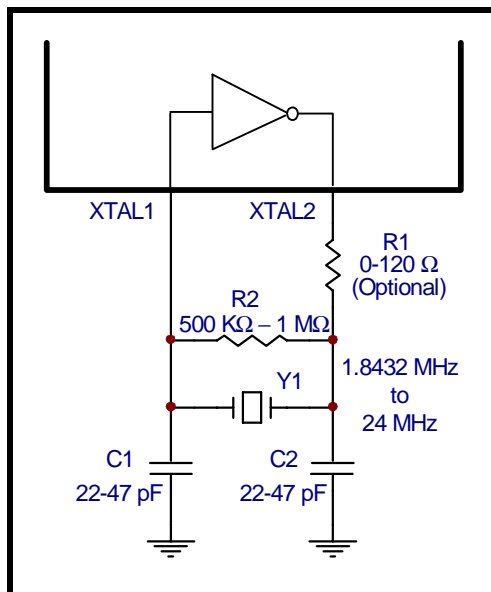 XTAL1
XTAL2
R1
0-120 Ω
(Optional)
R2
500 KΩ – 1 MΩ
Y1
1.8432 MHz
to
24 MHz
C1
22-47 pF
C2
22-47 pF